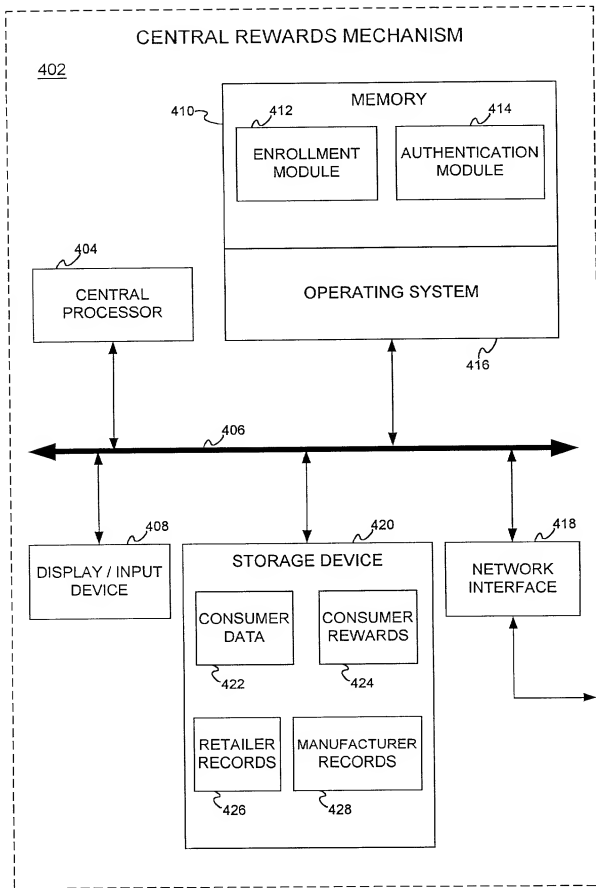 CENTRAL REWARDS MECHANISM
402
MEMORY
410
412
414
ENROLLMENT
MODULE
AUTHENTICATION
MODULE
404
CENTRAL
PROCESSOR
OPERATING SYSTEM
416
406
408
DISPLAY / INPUT
DEVICE
420
STORAGE DEVICE
CONSUMER
DATA
422
CONSUMER
REWARDS
424
RETAILER
RECORDS
426
MANUFACTURER
RECORDS
428
418
NETWORK
INTERFACE